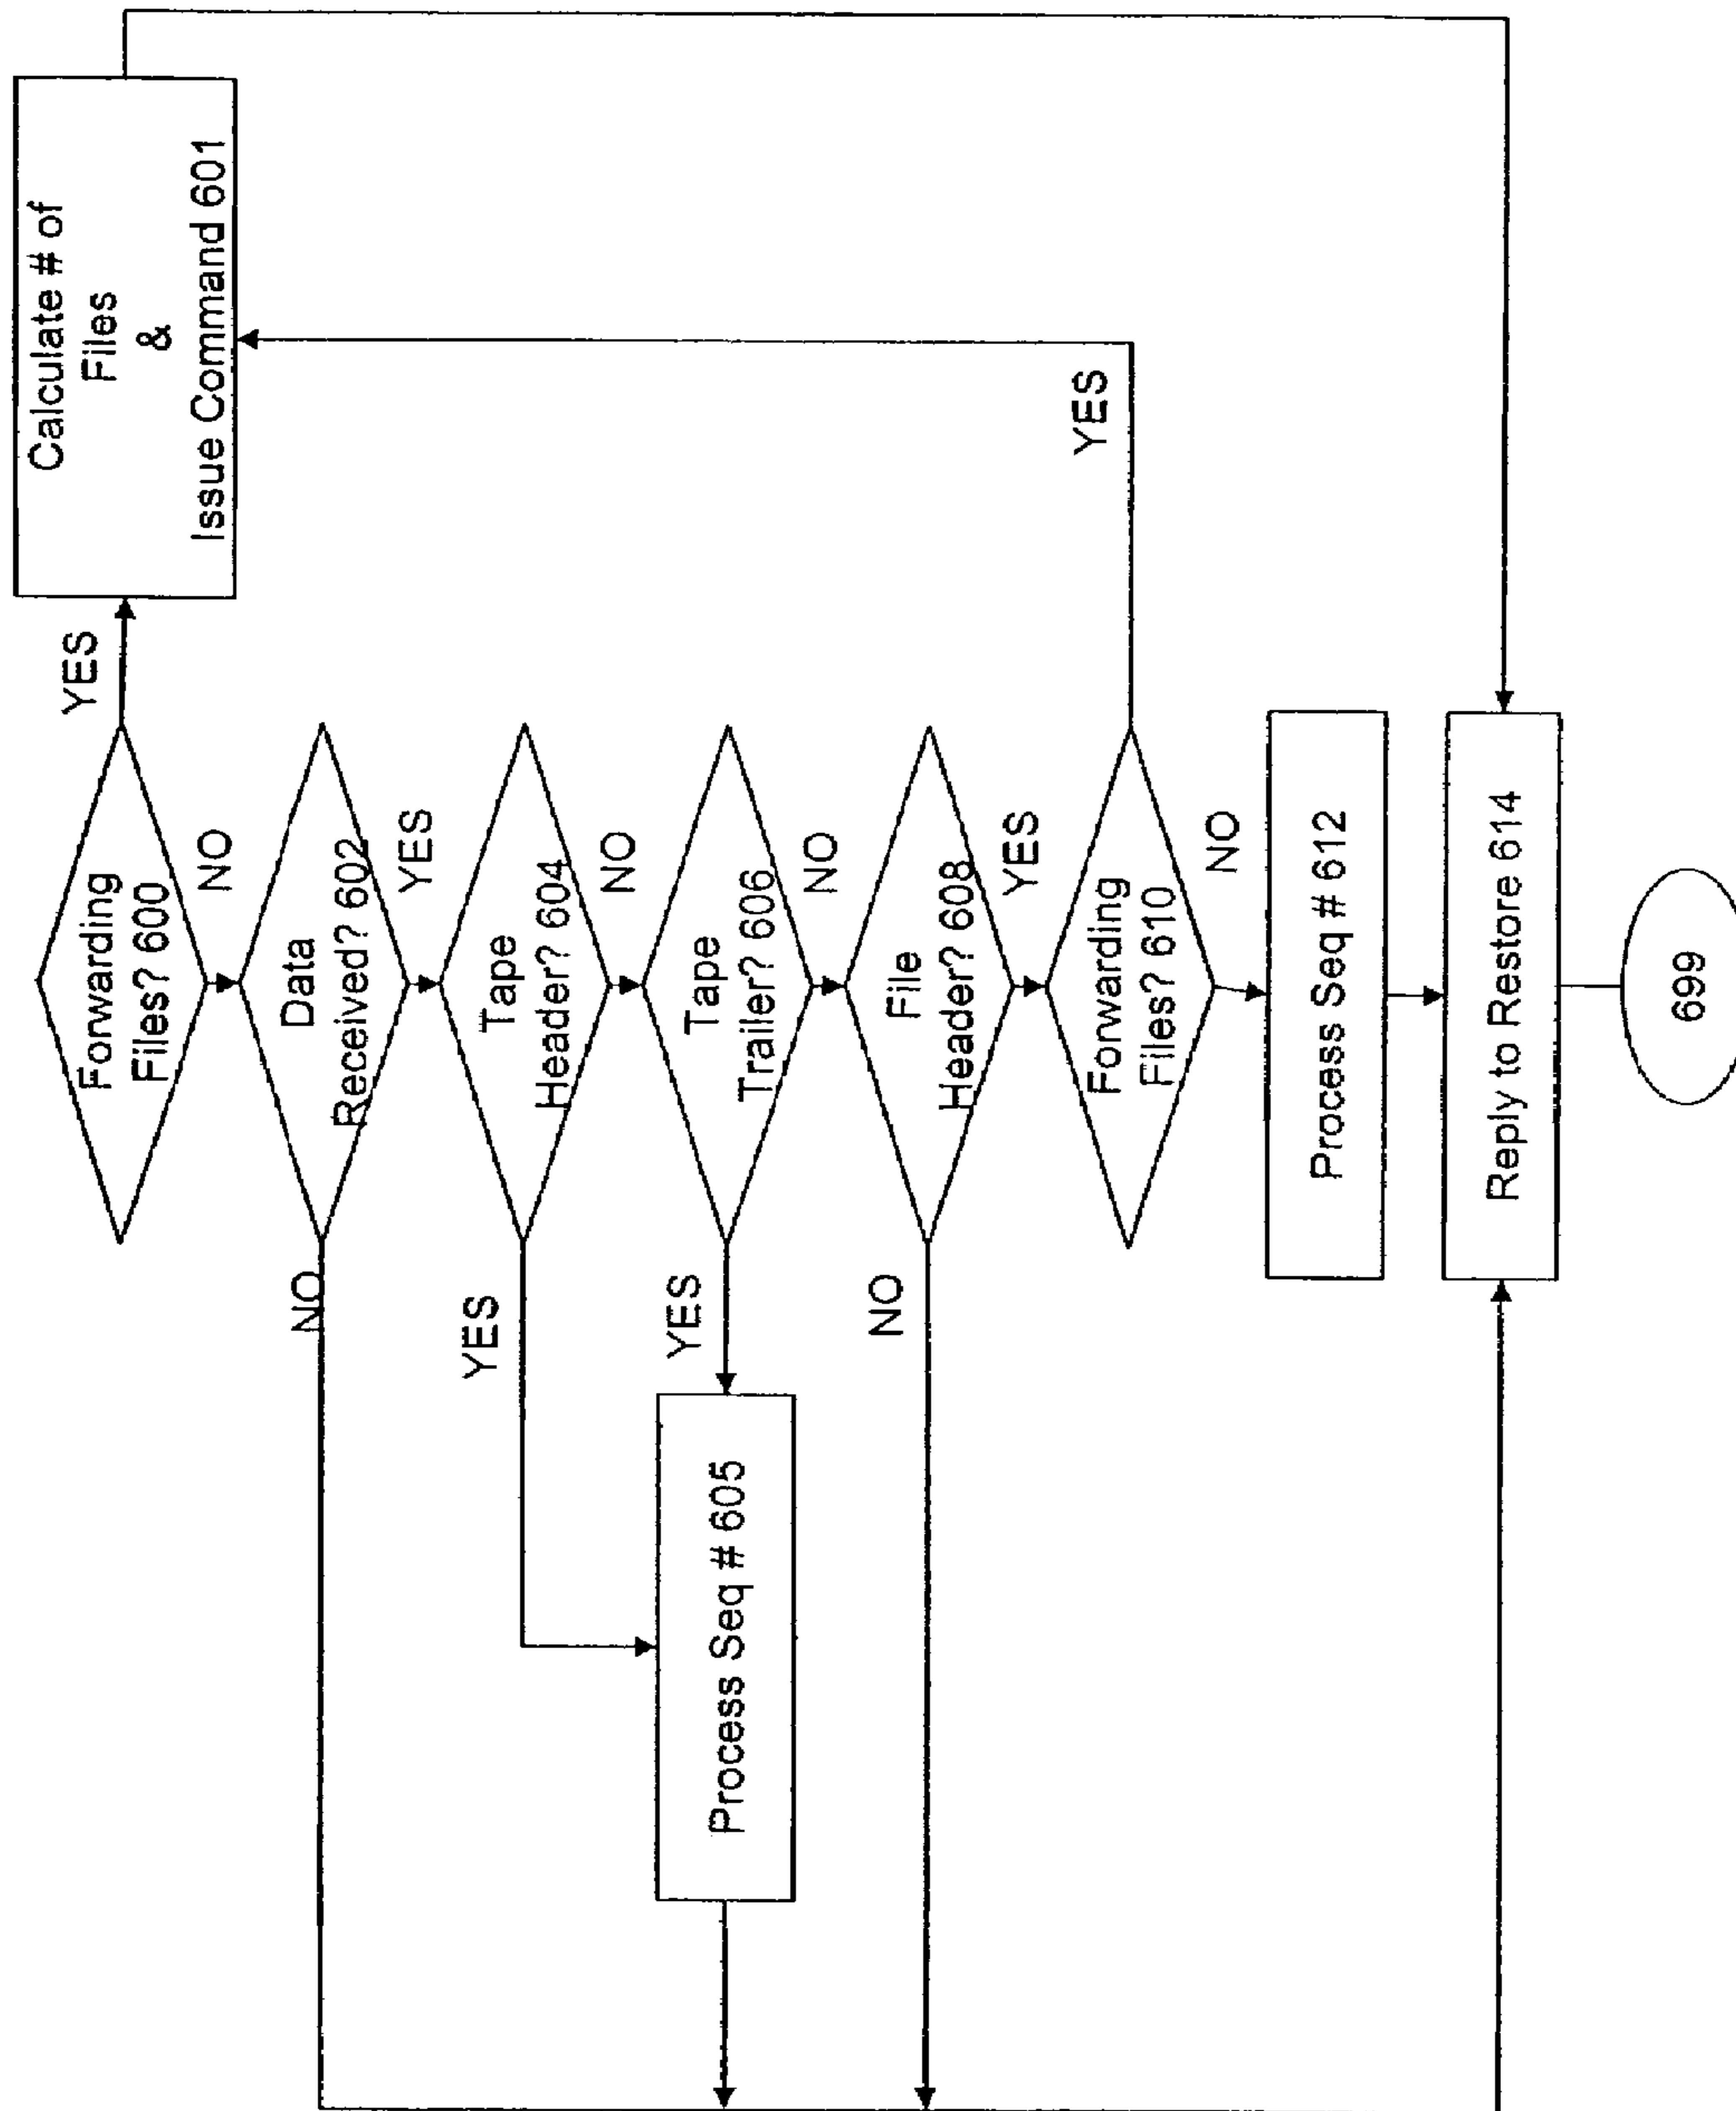 Forwarding
Files? 600
YES
Calculate # of
Files
&
Issue Command 601
NO
Data
Received? 602
NO
YES
Tape
Header? 604
YES
NO
Tape
Trailer? 606
YES
Process Seq # 605
NO
File
Header? 608
NO
YES
Forwarding
Files? 610
YES
NO
Process Seq # 612
Reply to Restore 614
699